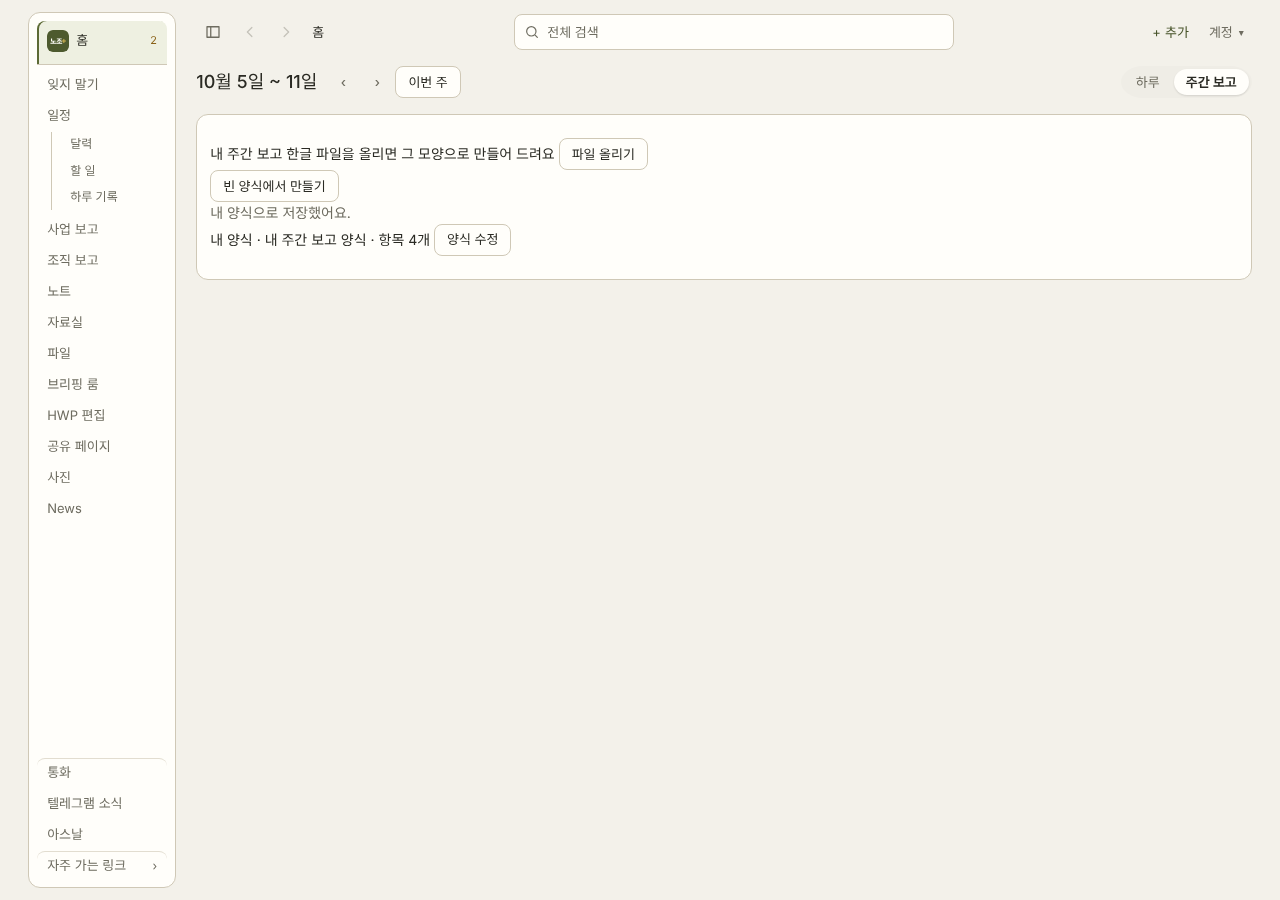 노조+ 홈 2
잊지 말기
일정
달력
할 일
하루 기록
사업 보고
조직 보고
노트
자료실
파일
브리핑 룸
HWP 편집
공유 페이지
사진
News
통화
텔레그램 소식
아스날
자주 가는 링크 ›
홈
전체 검색
+ 추가 계정 ▾
10월 5일 ~ 11일 ‹ › 이번 주
하루 주간 보고
내 주간 보고 한글 파일을 올리면 그 모양으로 만들어 드려요 파일 올리기
빈 양식에서 만들기
내 양식으로 저장했어요.
내 양식 · 내 주간 보고 양식 · 항목 4개 양식 수정